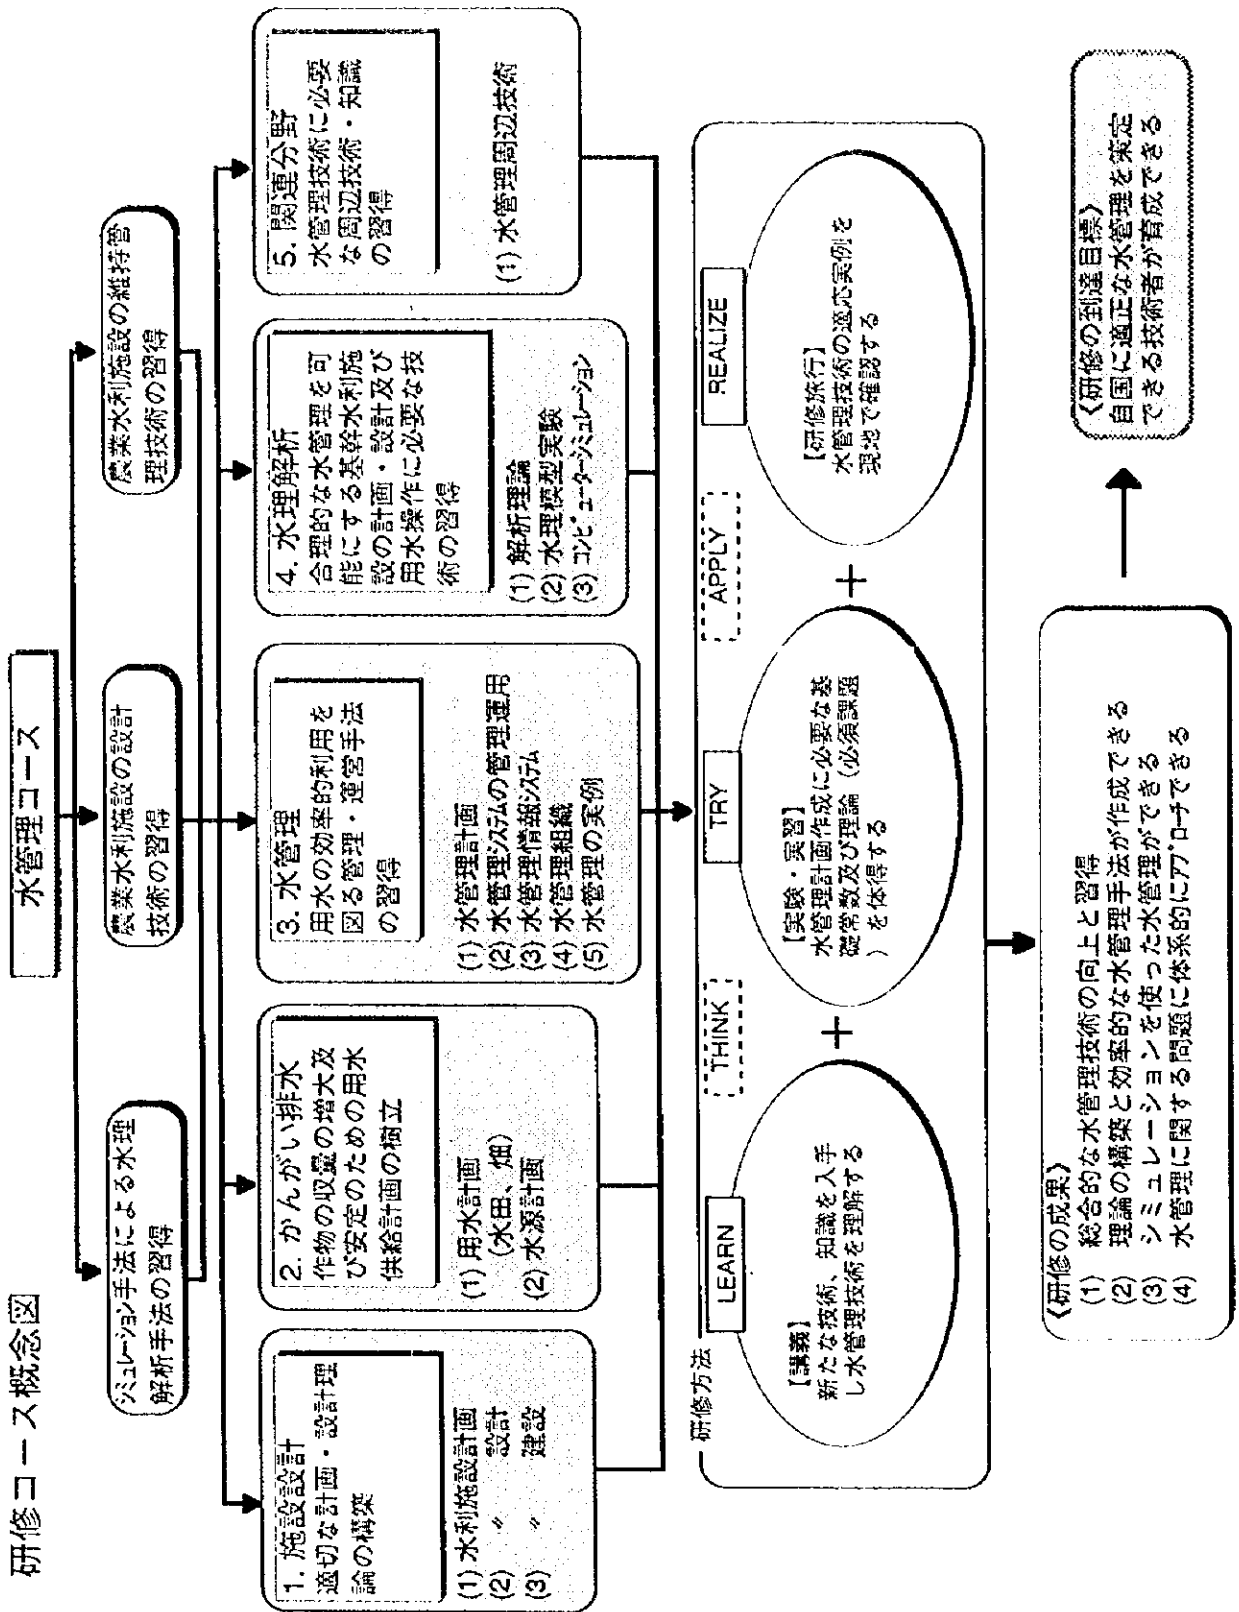 研修コース概念図
水管理コース
シミュレーション手法による水理
解析手法の習得
農業水利施設の設計
技術の習得
農業水利施設の維持管
理技術の習得
1. 施設設計
適切な計画・設計理
論の構築
(1) 水利施設計画
(2) 〃 設計
(3) 〃 建設
2. かんがい排水
作物の収量の増大及
び安定のための用水
供給計画の樹立
(1) 用水計画
(水田、畑)
(2) 水源計画
3. 水管理
用水の効率的利用を
図る管理・運営手法
の習得
(1) 水管理計画
(2) 水管理システムの管理運用
(3) 水管理情報システム
(4) 水管理組織
(5) 水管理の実例
4. 水理解析
合理的な水管理を可
能にする基幹水利施
設の計画・設計及び
用水操作に必要な技
術の習得
(1) 解析理論
(2) 水理模型実験
(3) コンピューターシミュレーション
5. 関連分野
水管理技術に必要
な周辺技術・知識
の習得
(1) 水管理周辺技術
研修方法
LEARN
【講義】
新たな技術、知識を入手
し水管理技術を理解する
THINK
+
TRY
【実験・実習】
水管理計画作成に必要な基
礎常数及び理論（必須課題
）を体得する
APPLY
+
REALIZE
【研修旅行】
水管理技術の適応実例を
現地で確認する
《研修の成果》
(1) 総合的な水管理技術の向上と習得
(2) 理論の構築と効率的な水管理手法が作成できる
(3) シミュレーションを使った水管理ができる
(4) 水管理に関する問題に体系的にアプローチできる
《研修の到達目標》
自国に適正な水管理を策定
できる技術者が育成できる